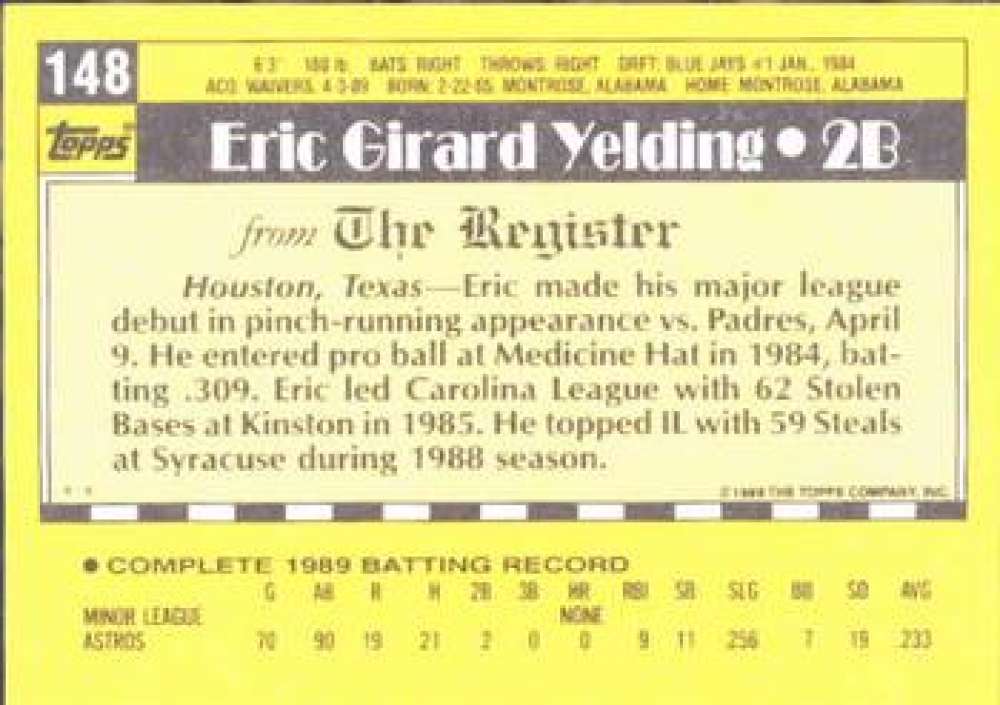 148
6'3" 160 lb. BATS: RIGHT THROWS: RIGHT DRFT: BLUE JAYS #1 JAN., 1984
ACQ: WAIVERS, 4-3-89 BORN: 2-22-65, MONTROSE, ALABAMA HOME: MONTROSE, ALABAMA
Topps
Eric Girard Yelding • 2B
from The Register
Houston, Texas—Eric made his major league
debut in pinch-running appearance vs. Padres, April
9. He entered pro ball at Medicine Hat in 1984, bat-
ting .309. Eric led Carolina League with 62 Stolen
Bases at Kinston in 1985. He topped IL with 59 Steals
at Syracuse during 1988 season.
© 1989 THE TOPPS COMPANY, INC.
• COMPLETE 1989 BATTING RECORD
G AB R H 2B 3B HR RBI SB SLG BB SO AVG
MINOR LEAGUE NONE
ASTROS 70 90 19 21 2 0 0 9 11 .256 7 19 .233